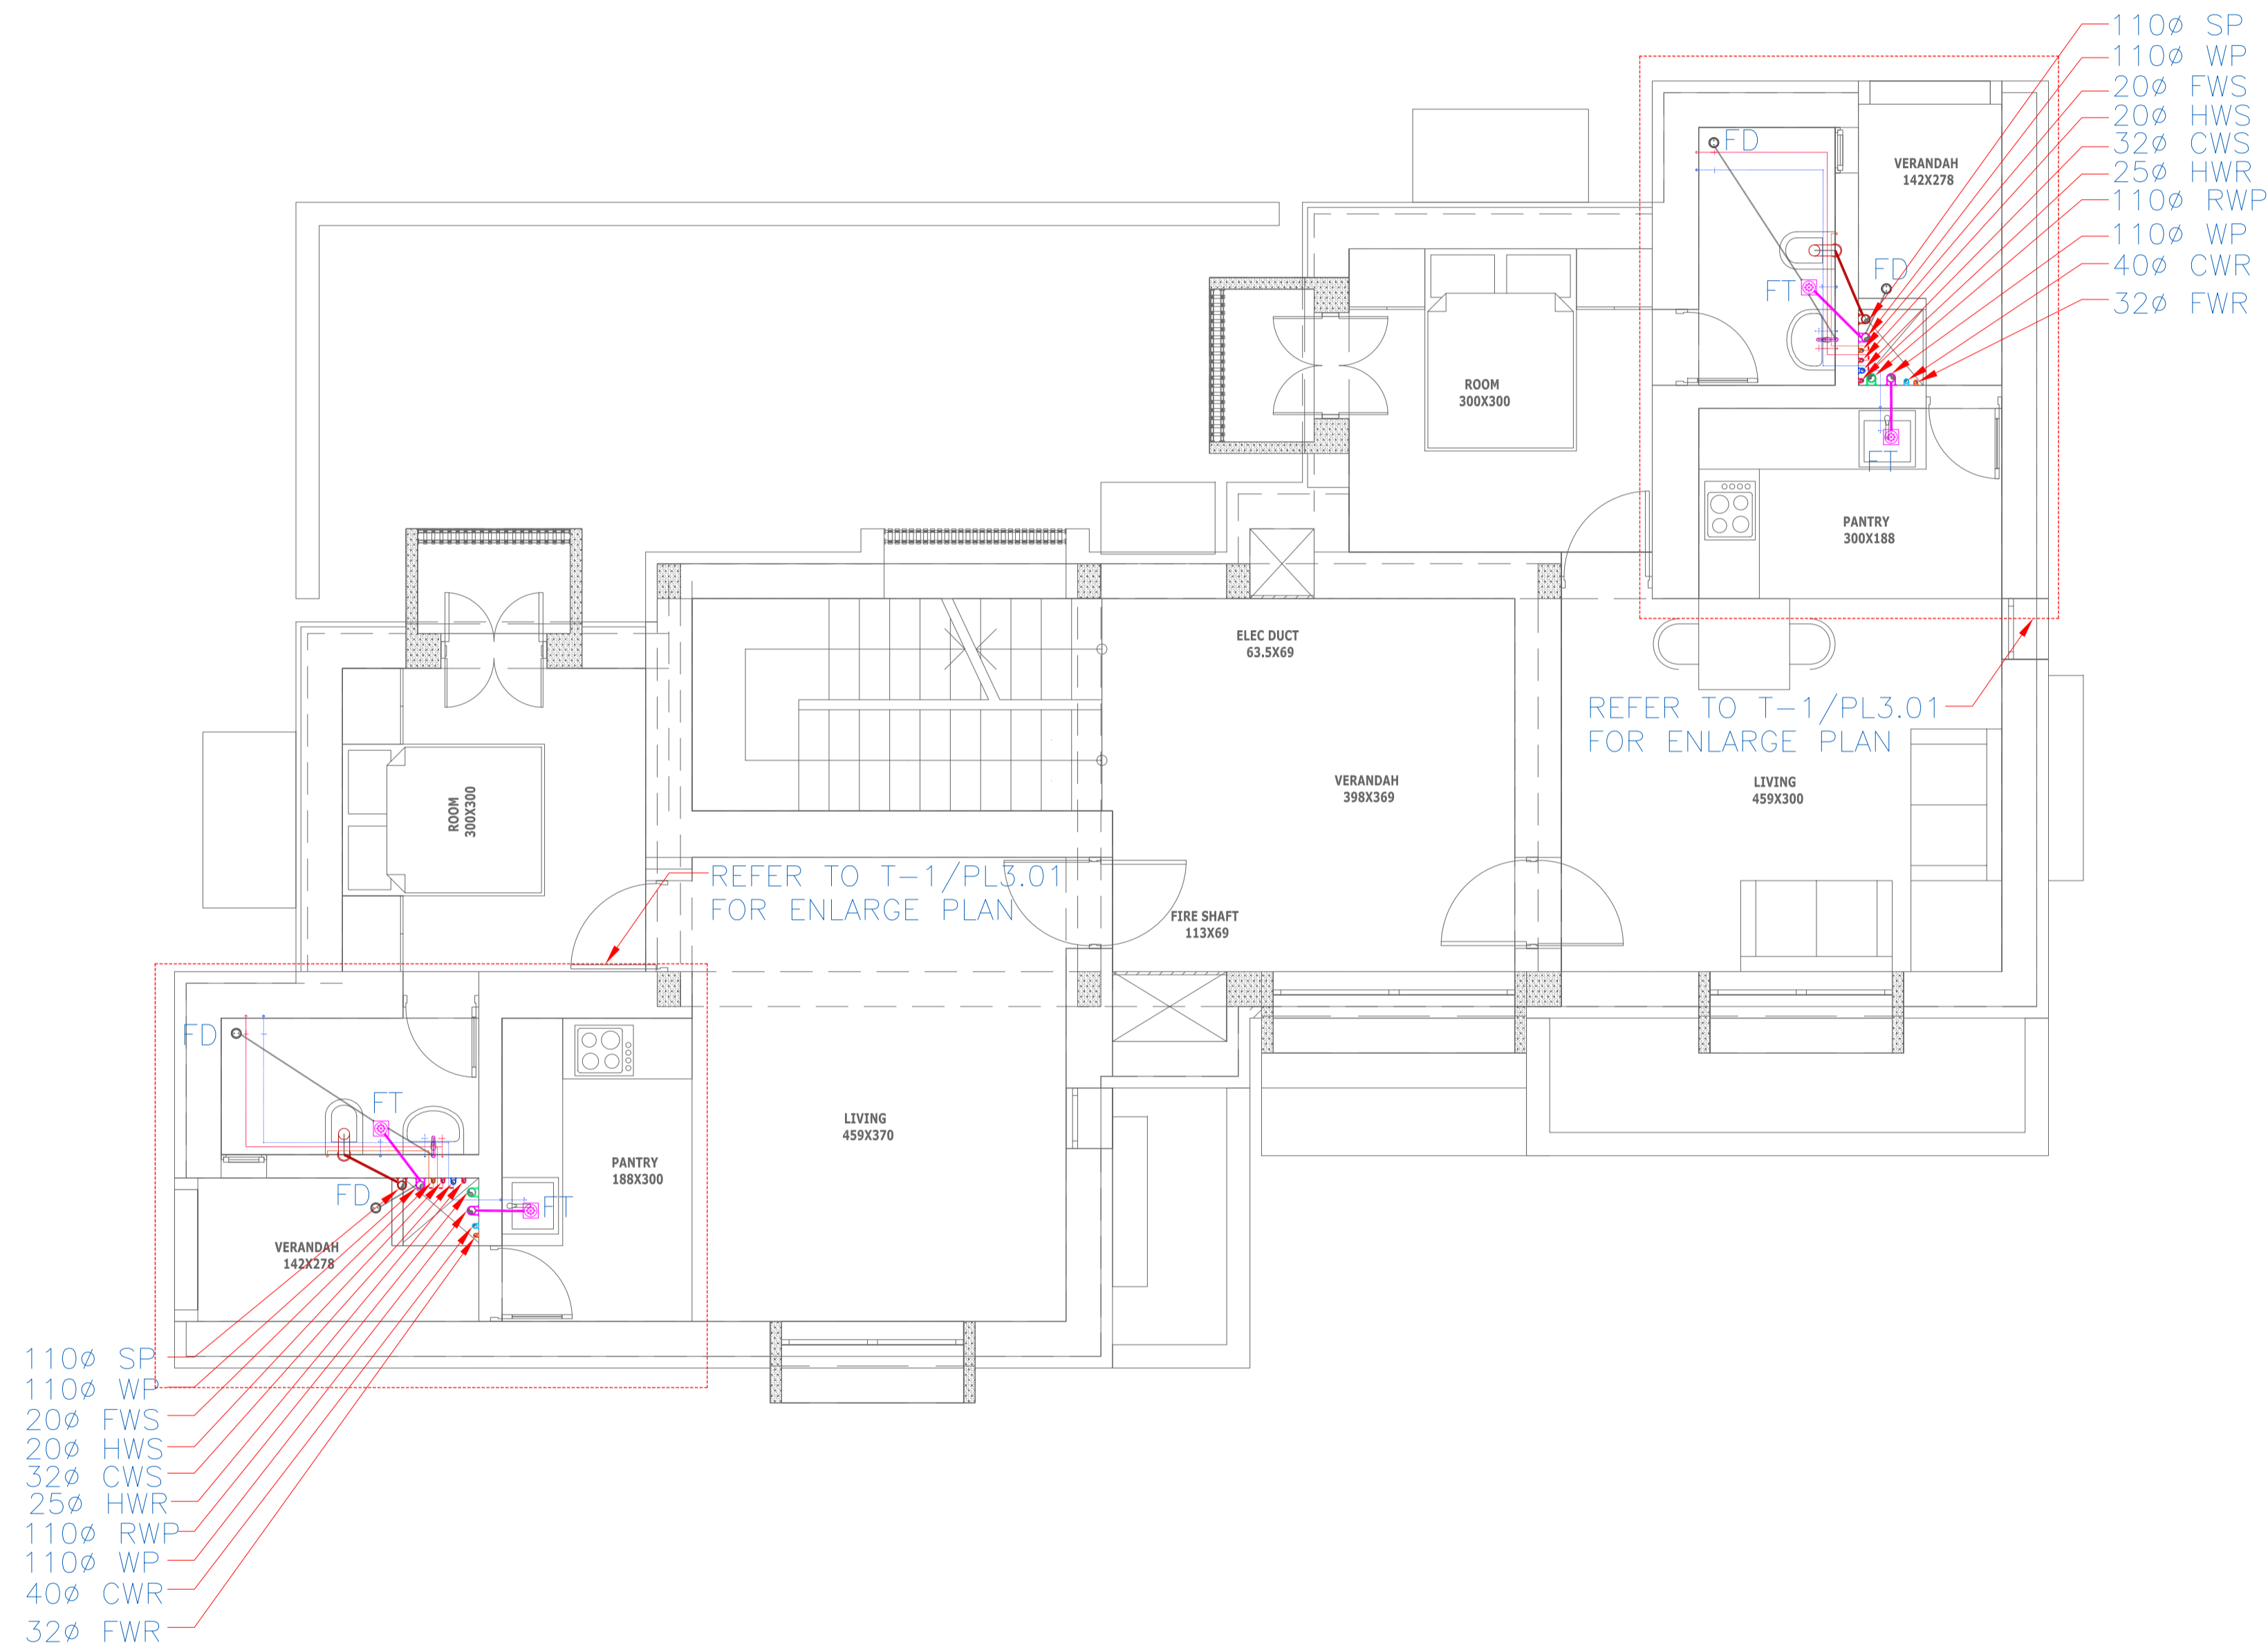 110ø SP
110ø WP
20ø FWS
20ø HWS
32ø CWS
25ø HWR
110ø RWP
110ø WP
40ø CWR
32ø FWR
FD
VERANDAH
142X278
FD
FT
ROOM
300X300
FT
PANTRY
300X188
ELEC DUCT
63.5X69
REFER TO T-1/PL3.01
FOR ENLARGE PLAN
VERANDAH
398X369
LIVING
459X300
ROOM
300X300
REFER TO T-1/PL3.01
FOR ENLARGE PLAN
FIRE SHAFT
113X69
FD
FT
LIVING
459X370
PANTRY
188X300
FD
FT
VERANDAH
142X278
110ø SP
110ø WP
20ø FWS
20ø HWS
32ø CWS
25ø HWR
110ø RWP
110ø WP
40ø CWR
32ø FWR